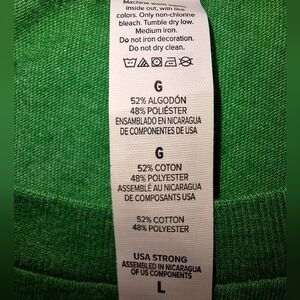 Machine wash
inside out, with like
colors. Only non-chlorine
bleach. Tumble dry low.
Medium iron.
Do not iron decoration.
Do not dry clean.
G
52% ALGODÓN
48% POLIÉSTER
ENSAMBLADO EN NICARAGUA
DE COMPONENTES DE USA
G
52% COTON
48% POLYESTER
ASSEMBLÉ AU NICARAGUA
DE COMPOSANTS USA
52% COTTON
48% POLYESTER
USA STRONG
ASSEMBLED IN NICARAGUA
OF US COMPONENTS
L